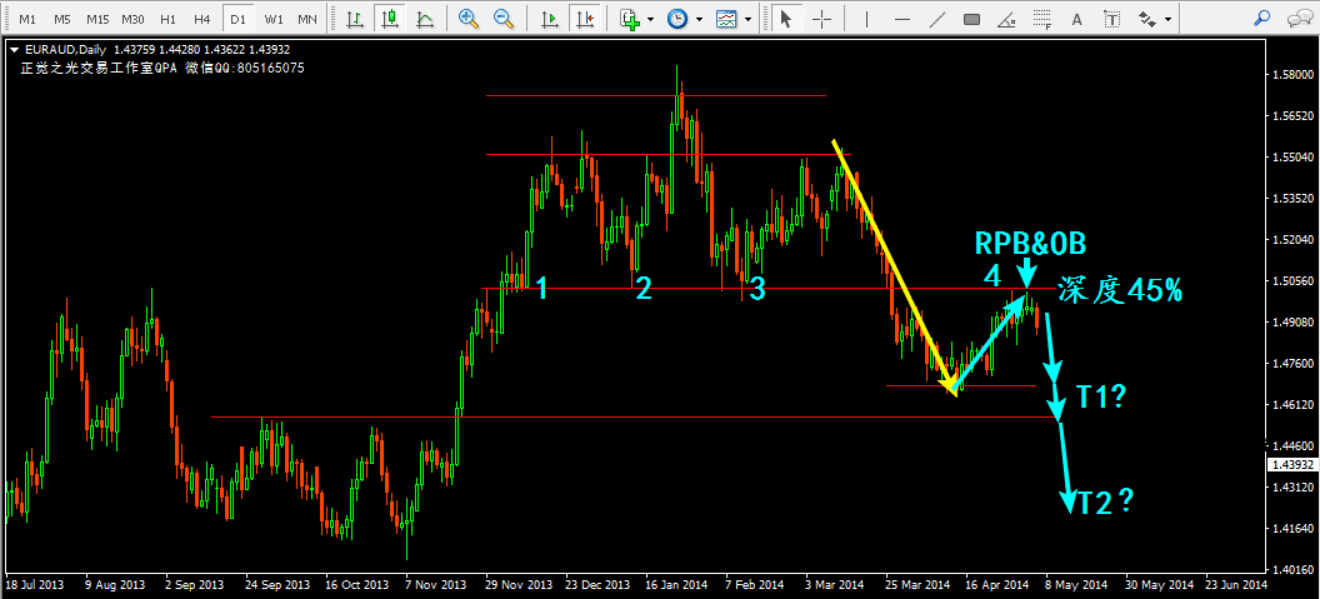 M1 M5 M15 M30 H1 H4 D1 W1 MN
A T
EURAUD,Daily 1.43759 1.44280 1.43622 1.43932
正觉之光交易工作室QPA 微信QQ:805165075
1.58000
1.56520
1.55040
1.53520
1.52040
RPB&OB
1 2 3 4
深度45%
1.50560
1.49080
1.47600
T1?
1.46120
1.44600
1.43932
1.43120
T2?
1.41640
1.40160
18 Jul 2013 9 Aug 2013 2 Sep 2013 24 Sep 2013 16 Oct 2013 7 Nov 2013 29 Nov 2013 23 Dec 2013 16 Jan 2014 7 Feb 2014 3 Mar 2014 25 Mar 2014 16 Apr 2014 8 May 2014 30 May 2014 23 Jun 2014